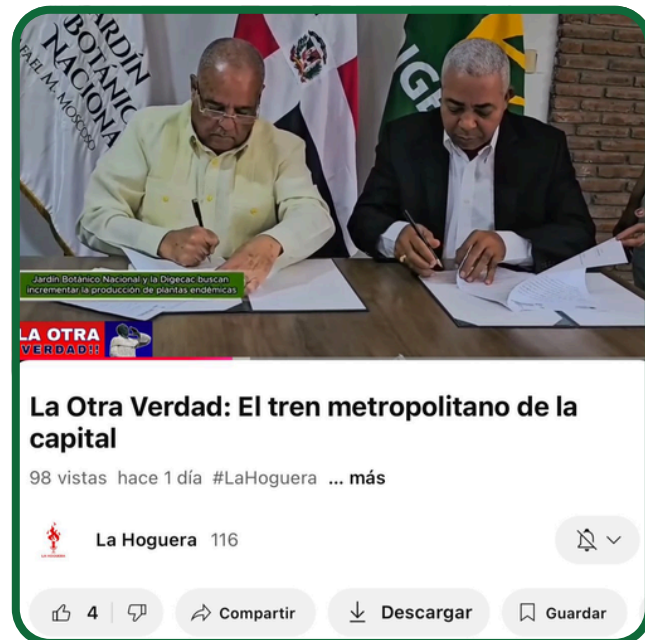 JARDÍN
BOTÁNICO
NACIONAL
RAFAEL M. MOSCOSO
Jardín Botánico Nacional y la Digecac buscan
incrementar la producción de plantas endémicas
LA OTRA
VERDAD!!
La Otra Verdad: El tren metropolitano de la
capital
98 vistas hace 1 día #LaHoguera ... más
La Hoguera 116
4 Compartir Descargar Guardar